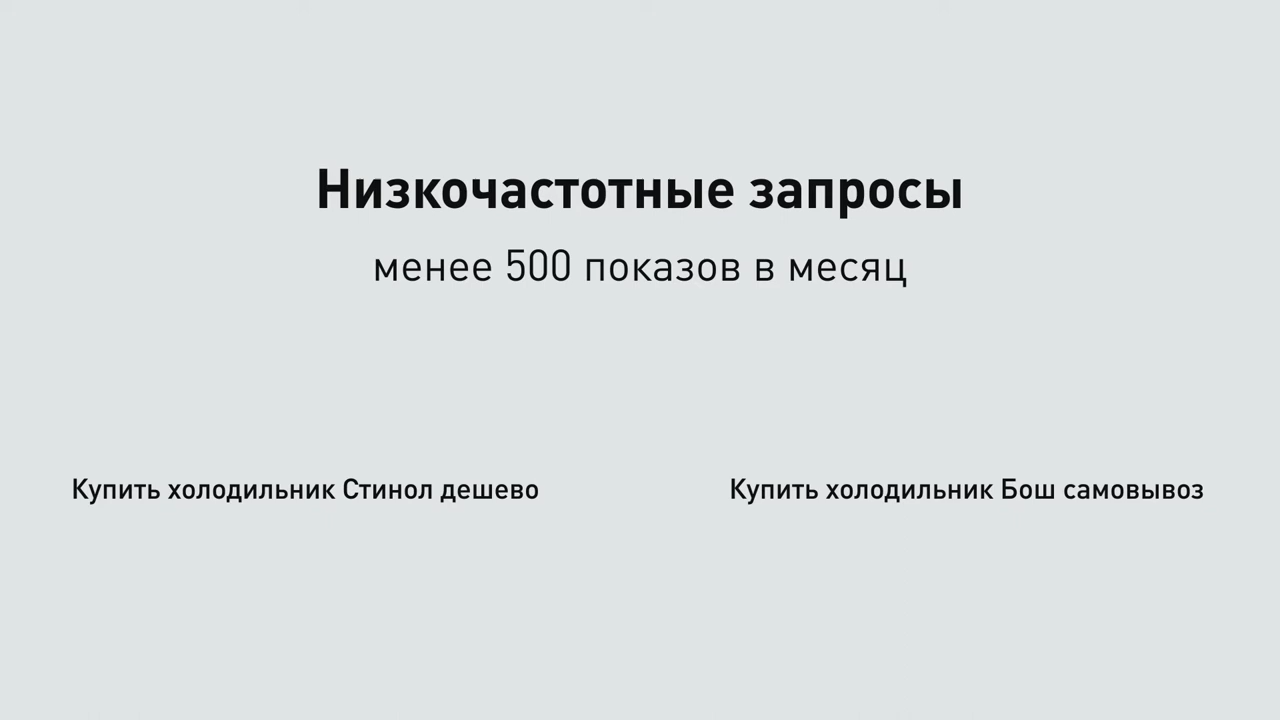 Низкочастотные запросы
менее 500 показов в месяц
Купить холодильник Стинол дешево
Купить холодильник Бош самовывоз